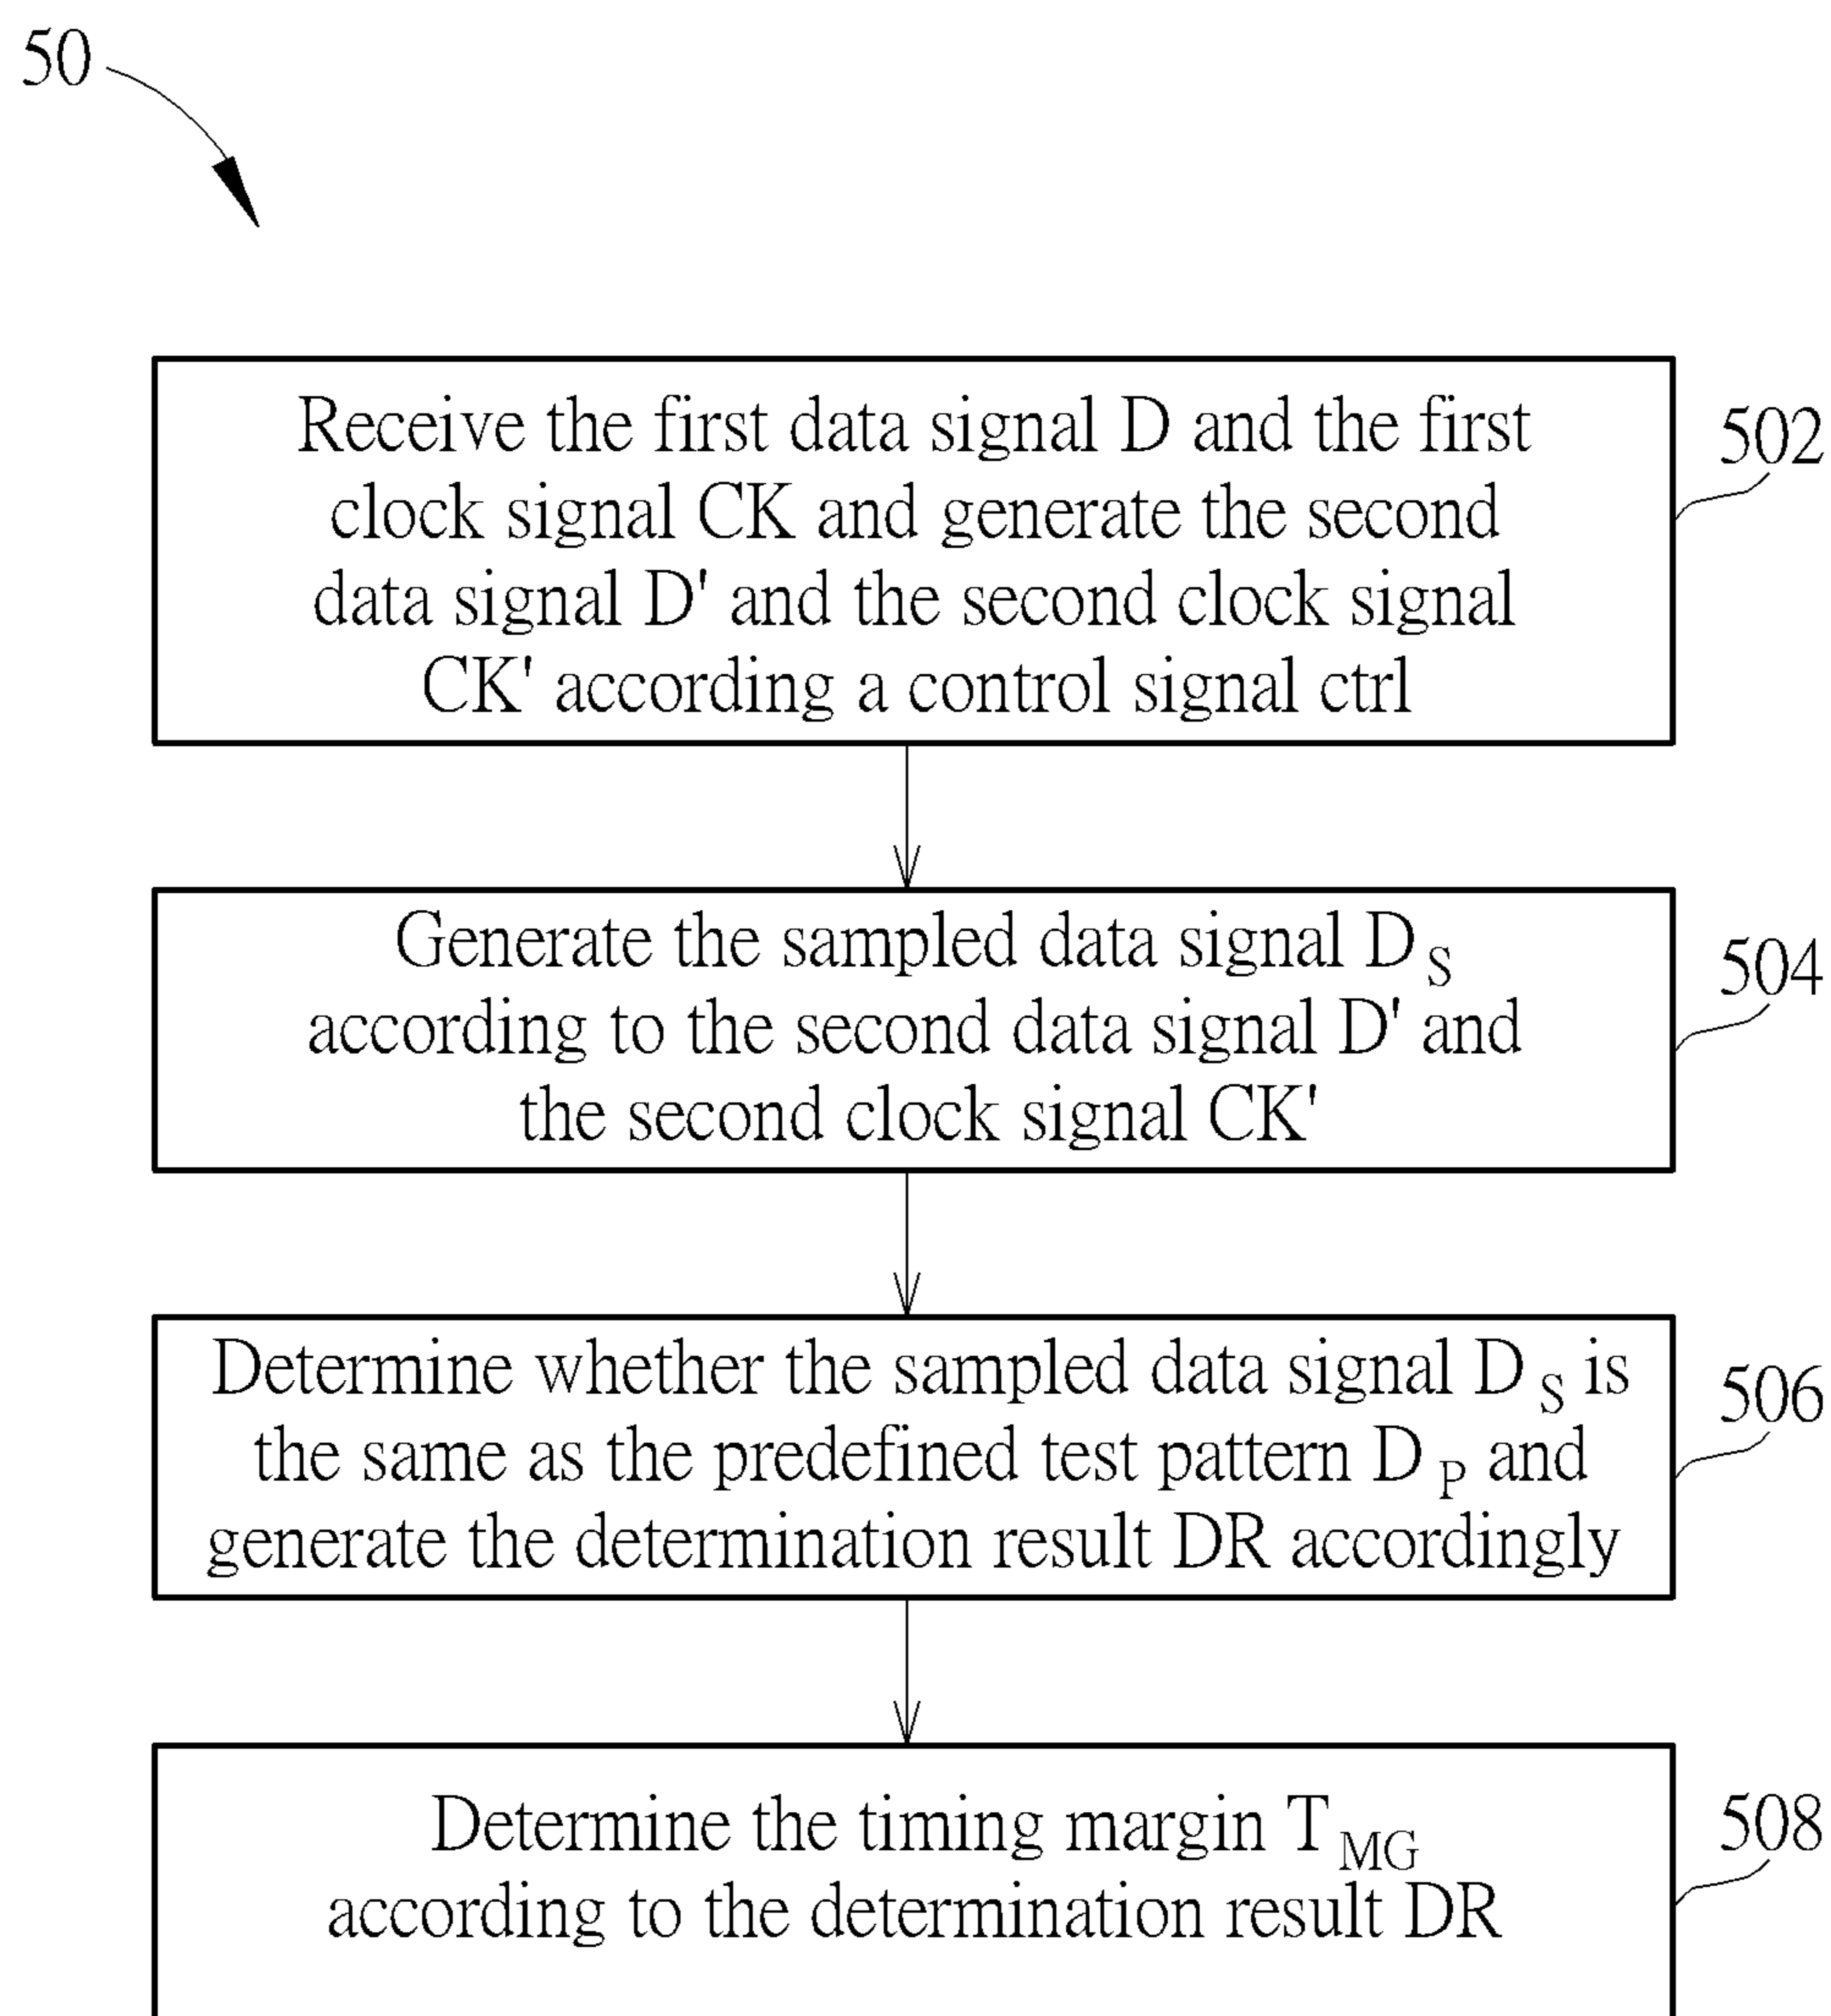 50
Receive the first data signal D and the first
clock signal CK and generate the second
data signal D' and the second clock signal
CK' according a control signal ctrl
502
Generate the sampled data signal D S
according to the second data signal D' and
the second clock signal CK'
504
Determine whether the sampled data signal D S is
the same as the predefined test pattern D P and
generate the determination result DR accordingly
506
Determine the timing margin T MG
according to the determination result DR
508